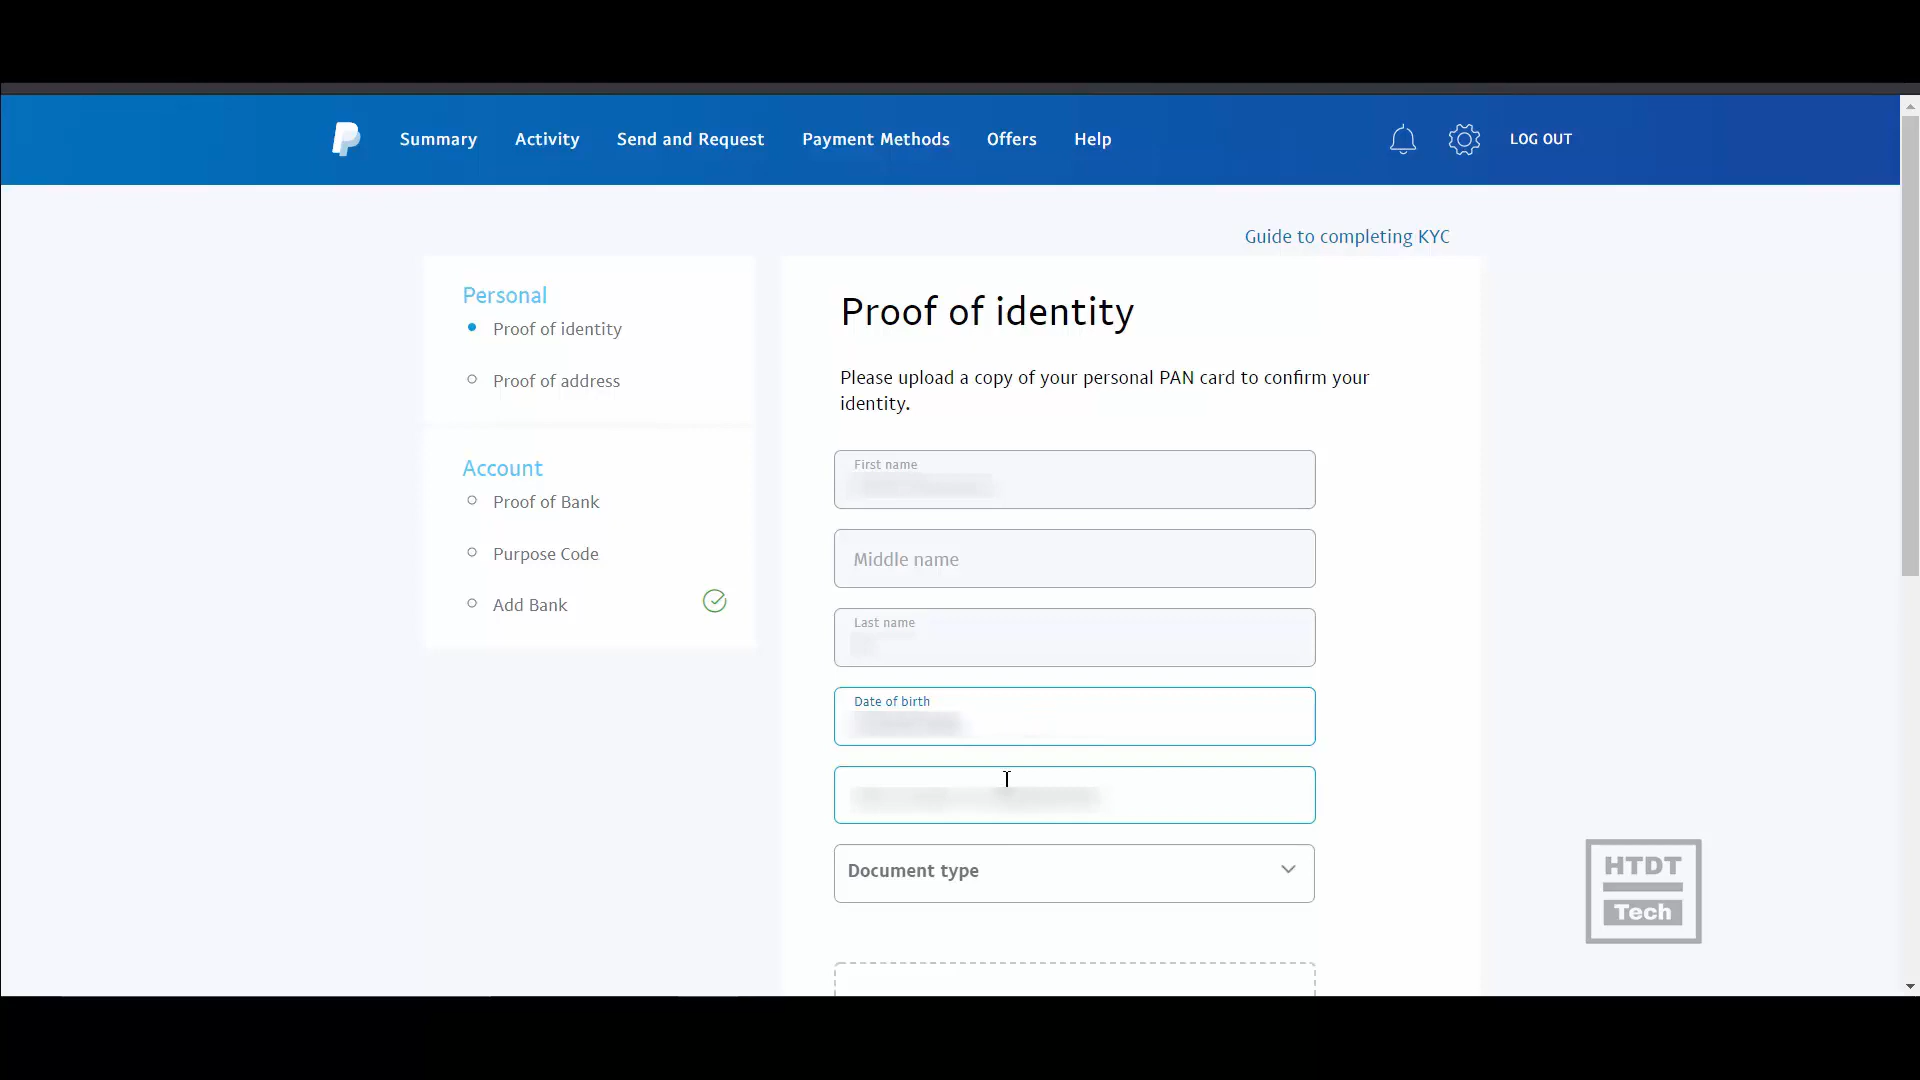 Summary
Activity
Send and Request
Payment Methods
Offers
Help
LOG OUT
Guide to completing KYC
Personal
Proof of identity
Proof of address
Account
Proof of Bank
Purpose Code
Add Bank
Proof of identity
Please upload a copy of your personal PAN card to confirm your
identity.
First name
Middle name
Last name
Date of birth
Document type
HTDT
Tech